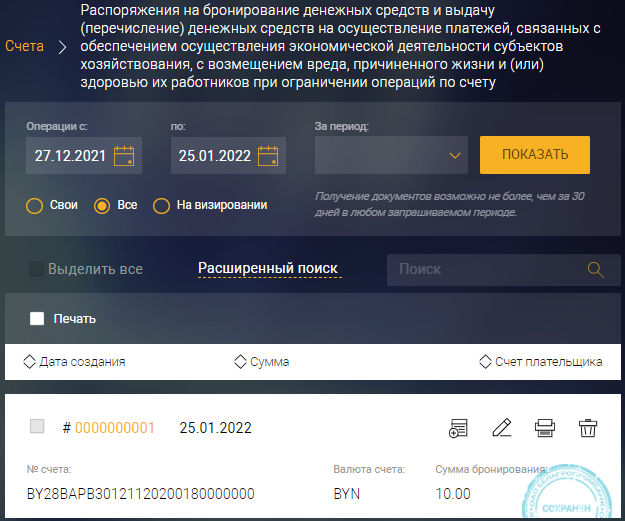 Распоряжения на бронирование денежных средств и выдачу
(перечисление) денежных средств на осуществление платежей, связанных с
Счета обеспечением осуществления экономической деятельности субъектов
хозяйствования, с возмещением вреда, причиненного жизни и (или)
здоровью их работников при ограничении операций по счету
Операции с: по: За период:
27.12.2021 25.01.2022 ПОКАЗАТЬ
Свои Все На визировании
Получение документов возможно не более, чем за 30
дней в любом запрашиваемом периоде.
Выделить все Расширенный поиск Поиск
Печать
Дата создания Сумма Счет плательщика
# 0000000001 25.01.2022
№ счета: Валюта счета: Сумма бронирования:
BY28BAPB30121120200180000000 BYN 10.00
ОАО БЕЛАГРОПРОМБАНК
СОХРАНЕН